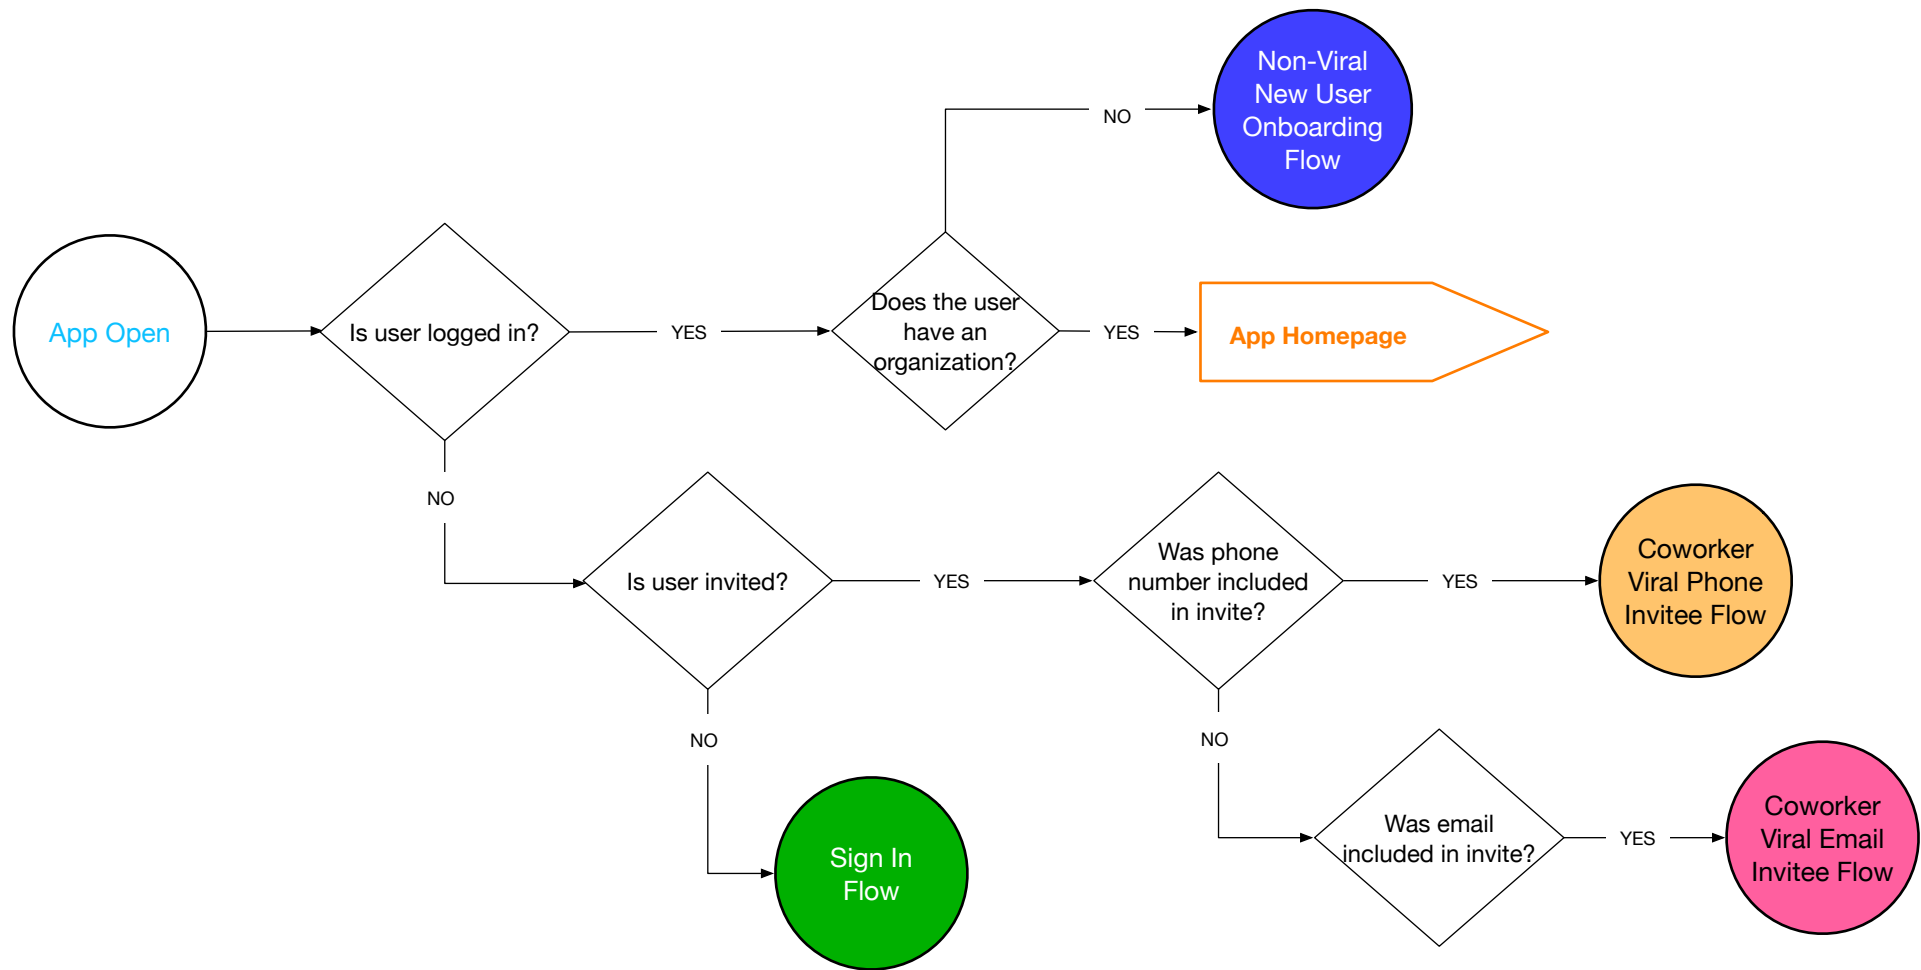 Non-Viral
New User
Onboarding
Flow
NO
App Open
Is user logged in?
YES
Does the user
have an
organization?
YES
App Homepage
NO
Is user invited?
YES
Was phone
number included
in invite?
YES
Coworker
Viral Phone
Invitee Flow
NO
NO
Sign In
Flow
Was email
included in invite?
YES
Coworker
Viral Email
Invitee Flow